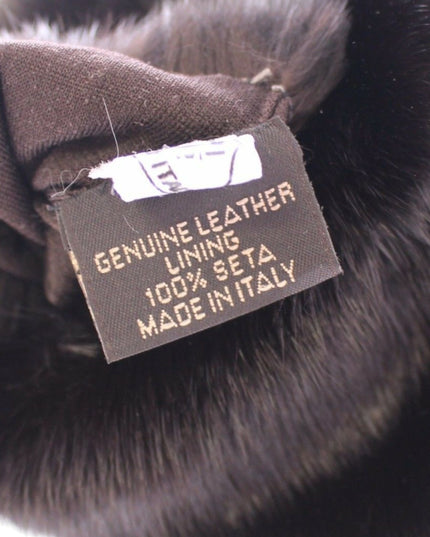 GENUINE LEATHER
LINING
100% SETA
MADE IN ITALY